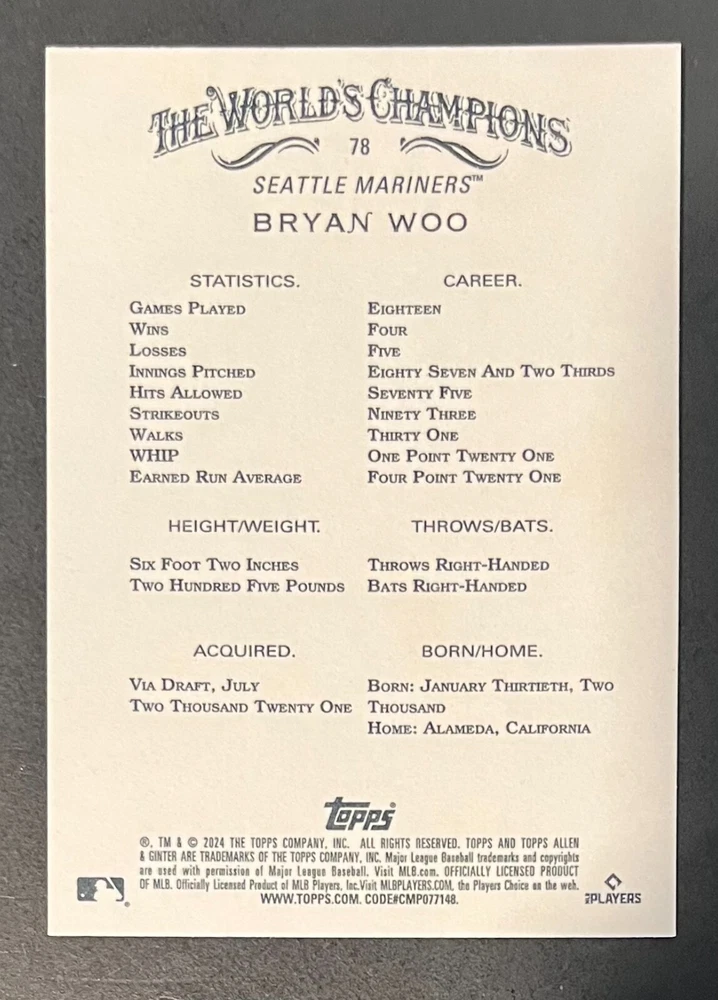 THE WORLD'S CHAMPIONS
78
SEATTLE MARINERS™
BRYAN WOO
STATISTICS. CAREER.
GAMES PLAYED EIGHTEEN
WINS FOUR
LOSSES FIVE
INNINGS PITCHED EIGHTY SEVEN AND TWO THIRDS
HITS ALLOWED SEVENTY FIVE
STRIKEOUTS NINETY THREE
WALKS THIRTY ONE
WHIP ONE POINT TWENTY ONE
EARNED RUN AVERAGE FOUR POINT TWENTY ONE
HEIGHT/WEIGHT. THROWS/BATS.
SIX FOOT TWO INCHES THROWS RIGHT-HANDED
TWO HUNDRED FIVE POUNDS BATS RIGHT-HANDED
ACQUIRED. BORN/HOME.
VIA DRAFT, JULY BORN: JANUARY THIRTIETH, TWO
TWO THOUSAND TWENTY ONE THOUSAND
HOME: ALAMEDA, CALIFORNIA
Topps
®, TM & © 2024 THE TOPPS COMPANY, INC. ALL RIGHTS RESERVED. TOPPS AND TOPPS ALLEN
& GINTER ARE TRADEMARKS OF THE TOPPS COMPANY, INC. Major League Baseball trademarks and copyrights
are used with permission of Major League Baseball. Visit MLB.com. OFFICIALLY LICENSED PRODUCT
OF MLB. Officially Licensed Product of MLB Players, Inc. Visit MLBPLAYERS.COM, the Players Choice on the web.
WWW.TOPPS.COM. CODE#CMP077148.
MLB PLAYERS